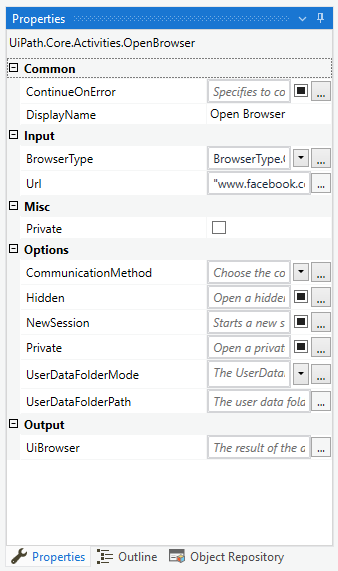 Properties
UiPath.Core.Activities.OpenBrowser
Common
ContinueOnError Specifies to co ...
DisplayName Open Browser
Input
BrowserType BrowserType. ...
Url "www.facebook.c ...
Misc
Private
Options
CommunicationMethod Choose the co ...
Hidden Open a hidde ...
NewSession Starts a new s ...
Private Open a privat ...
UserDataFolderMode The UserData ...
UserDataFolderPath The user data fola ...
Output
UiBrowser The result of the ...
Properties Outline Object Repository